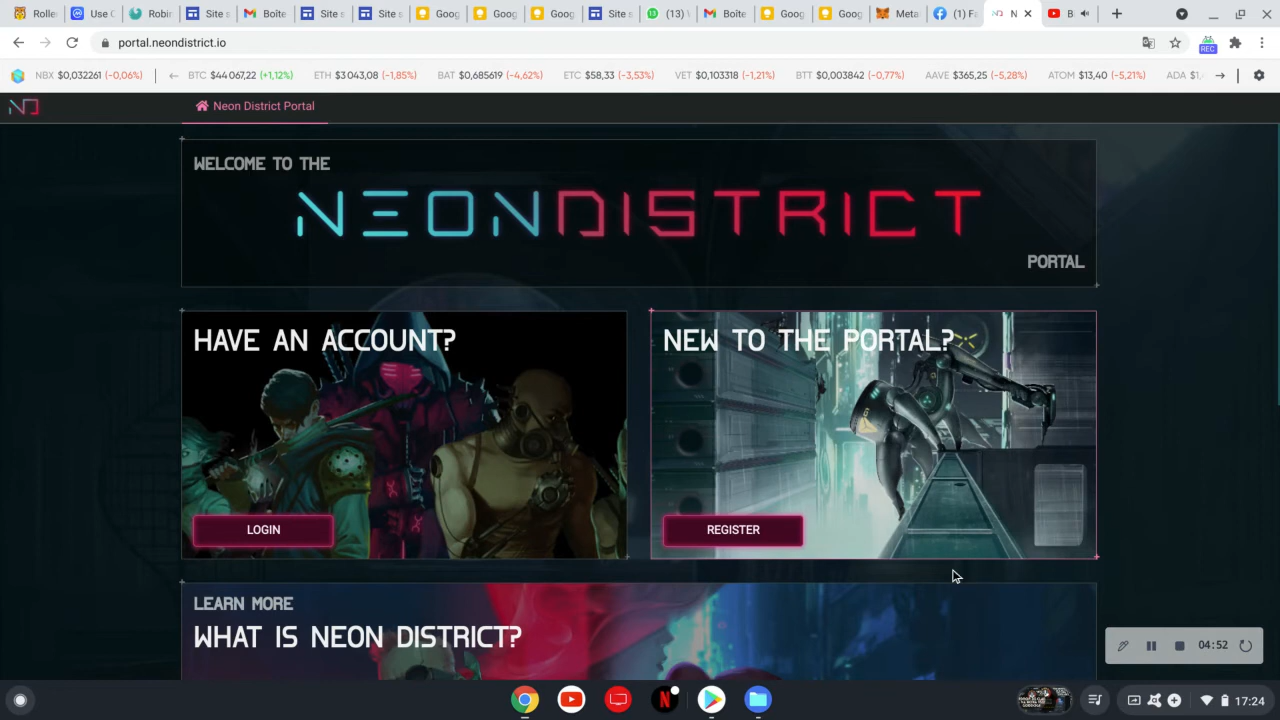 Roller
Use C
Robin
Site s
Boîte
Site s
Site s
Goog
Goog
Goog
Site s
(13) \
Boîte
Goog
Goog
Meta
(1) Fa
N
B
portal.neondistrict.io
REC
NBX $0,032261 (-0,06%)
BTC $44 067,22 (+1,12%)
ETH $3 043,08 (-1,85%)
BAT $0,685619 (-4,62%)
ETC $58,33 (-3,53%)
VET $0,103318 (-1,21%)
BTT $0,003842 (-0,77%)
AAVE $365,25 (-5,28%)
ATOM $13,40 (-5,21%)
ADA $1,
ND
Neon District Portal
WELCOME TO THE
NEONDISTRICT
PORTAL
HAVE AN ACCOUNT?
NEW TO THE PORTAL?
LOGIN
REGISTER
LEARN MORE
WHAT IS NEON DISTRICT?
04:52
17:24